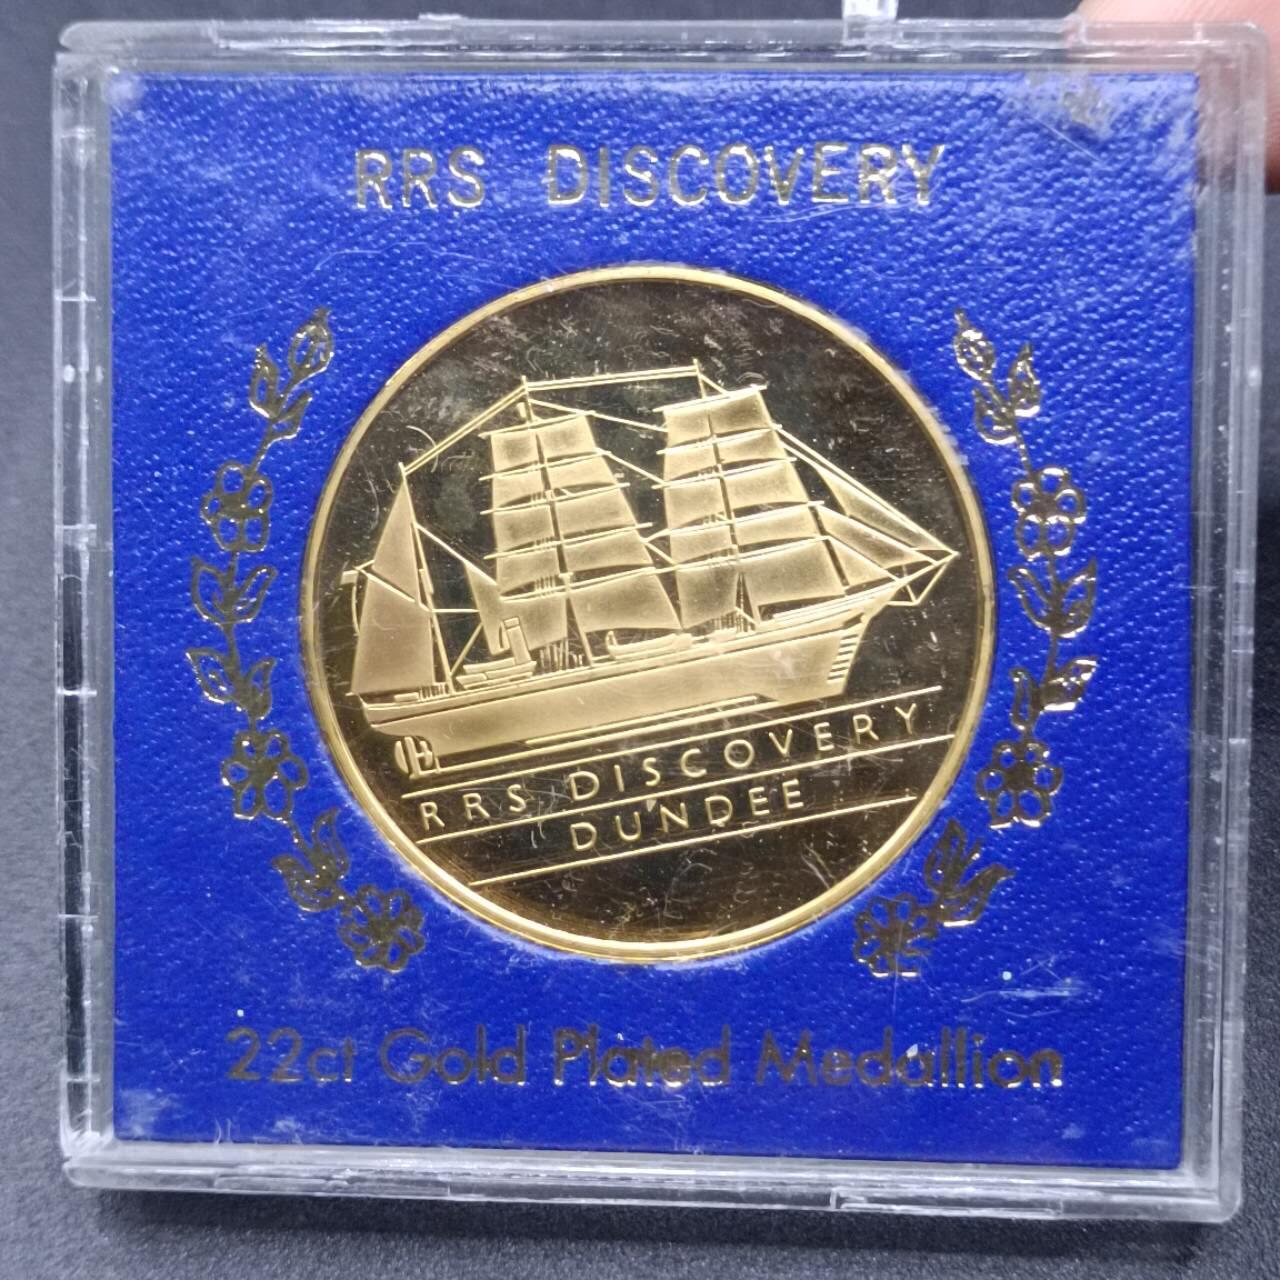 RRS DISCOVERY
RRS DISCOVERY
DUNDEE
22ct Gold Plated Medallion